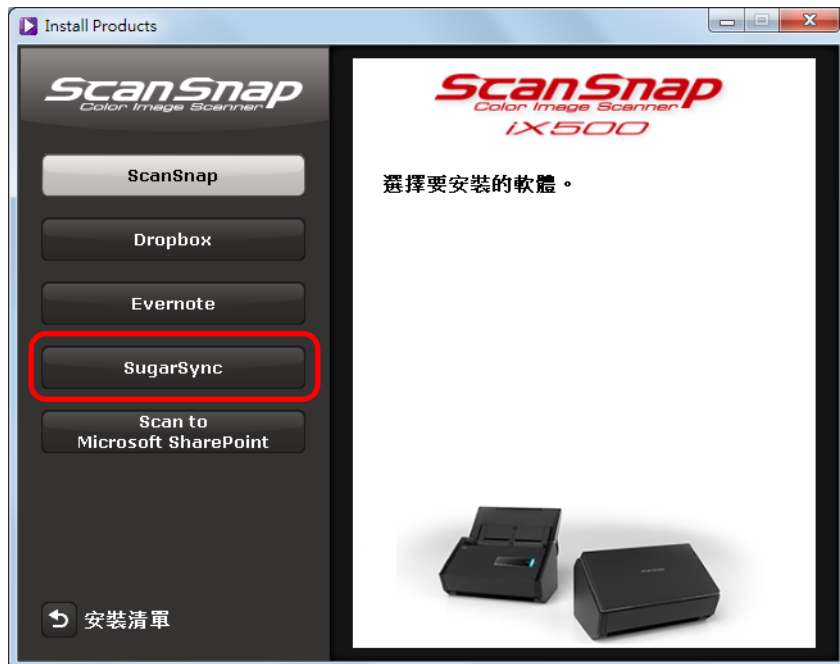 Install Products
ScanSnap
Color Image Scanner
ScanSnap
Dropbox
Evernote
SugarSync
Scan to
Microsoft SharePoint
安裝清單
ScanSnap
Color Image Scanner
iX500
選擇要安裝的軟體。